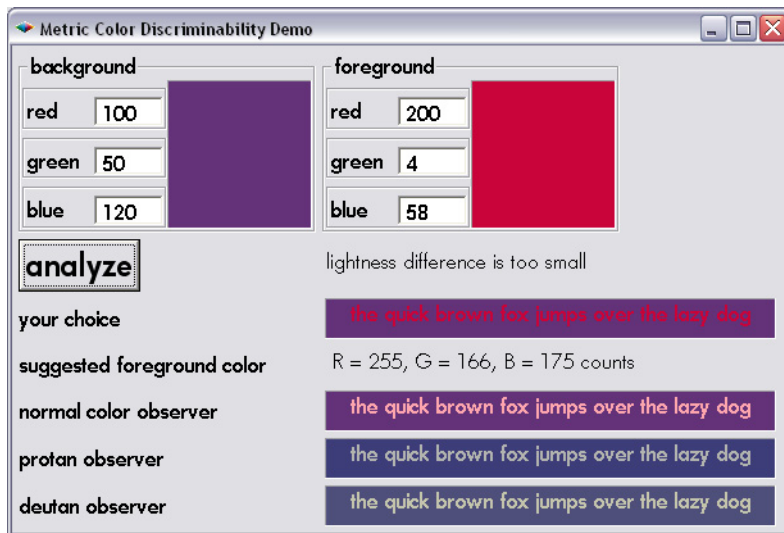 Metric Color Discriminability Demo
background
red 100
green 50
blue 120
foreground
red 200
green 4
blue 58
analyze
lightness difference is too small
your choice
the quick brown fox jumps over the lazy dog
suggested foreground color
R = 255, G = 166, B = 175 counts
normal color observer
the quick brown fox jumps over the lazy dog
protan observer
the quick brown fox jumps over the lazy dog
deutan observer
the quick brown fox jumps over the lazy dog